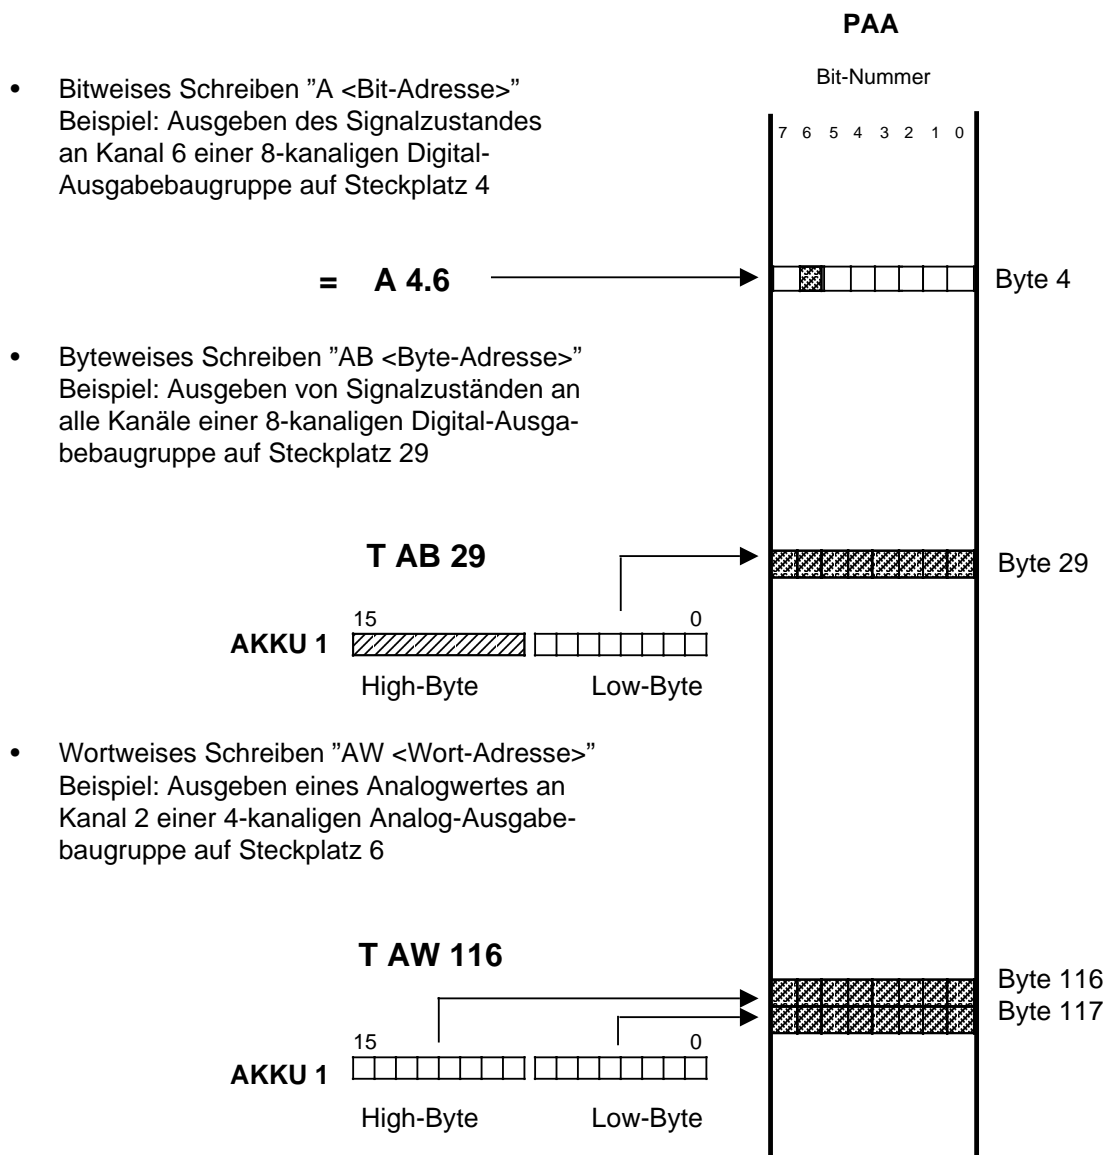 PAA
Bit-Nummer
7 6 5 4 3 2 1 0
• Bitweises Schreiben ”A <Bit-Adresse>”
Beispiel: Ausgeben des Signalzustandes
an Kanal 6 einer 8-kanaligen Digital-
Ausgabebaugruppe auf Steckplatz 4
= A 4.6
Byte 4
• Byteweises Schreiben ”AB <Byte-Adresse>”
Beispiel: Ausgeben von Signalzuständen an
alle Kanäle einer 8-kanaligen Digital-Ausga-
bebaugruppe auf Steckplatz 29
T AB 29
Byte 29
15 0
AKKU 1
High-Byte Low-Byte
• Wortweises Schreiben ”AW <Wort-Adresse>”
Beispiel: Ausgeben eines Analogwertes an
Kanal 2 einer 4-kanaligen Analog-Ausgabe-
baugruppe auf Steckplatz 6
T AW 116
Byte 116
Byte 117
15 0
AKKU 1
High-Byte Low-Byte